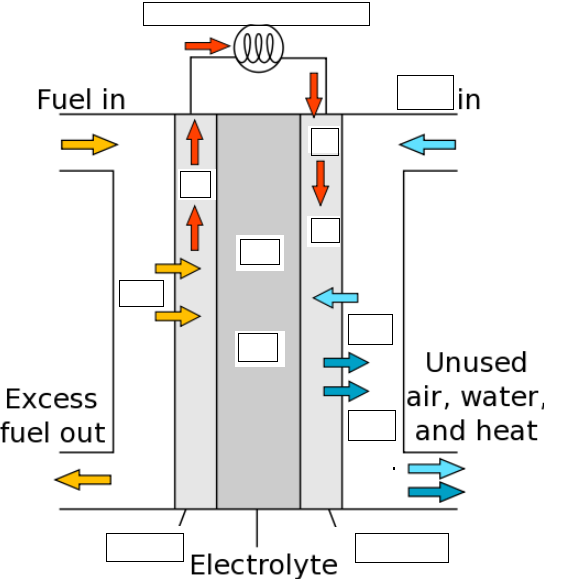 Fuel in
in
Unused
air, water,
and heat
Excess
fuel out
Electrolyte